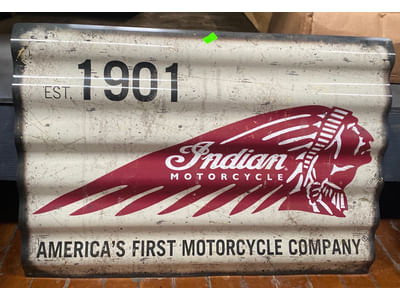 EST. 1901
Indian
MOTORCYCLE
AMERICA'S FIRST MOTORCYCLE COMPANY